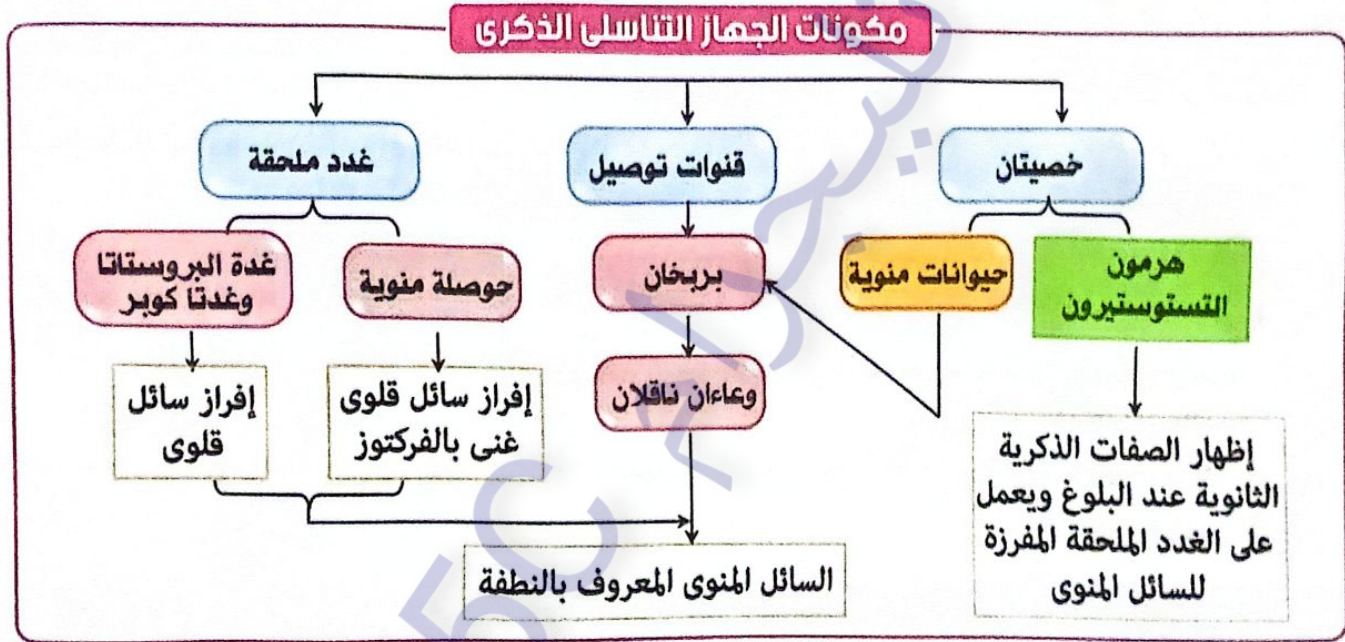 مكونات الجهاز التناسلى الذكرى
خصيتان
قنوات توصيل
غدد ملحقة
هرمون
التستوستيرون
حيوانات منوية
بربخان
حوصلة منوية
غدة البروستاتا
وغدتا كوبر
إظهار الصفات الذكرية
الثانوية عند البلوغ ويعمل
على الغدد الملحقة المفرزة
للسائل المنوى
وعاءان ناقلان
إفراز سائل قلوى
غنى بالفركتوز
إفراز سائل
قلوى
السائل المنوى المعروف بالنطفة